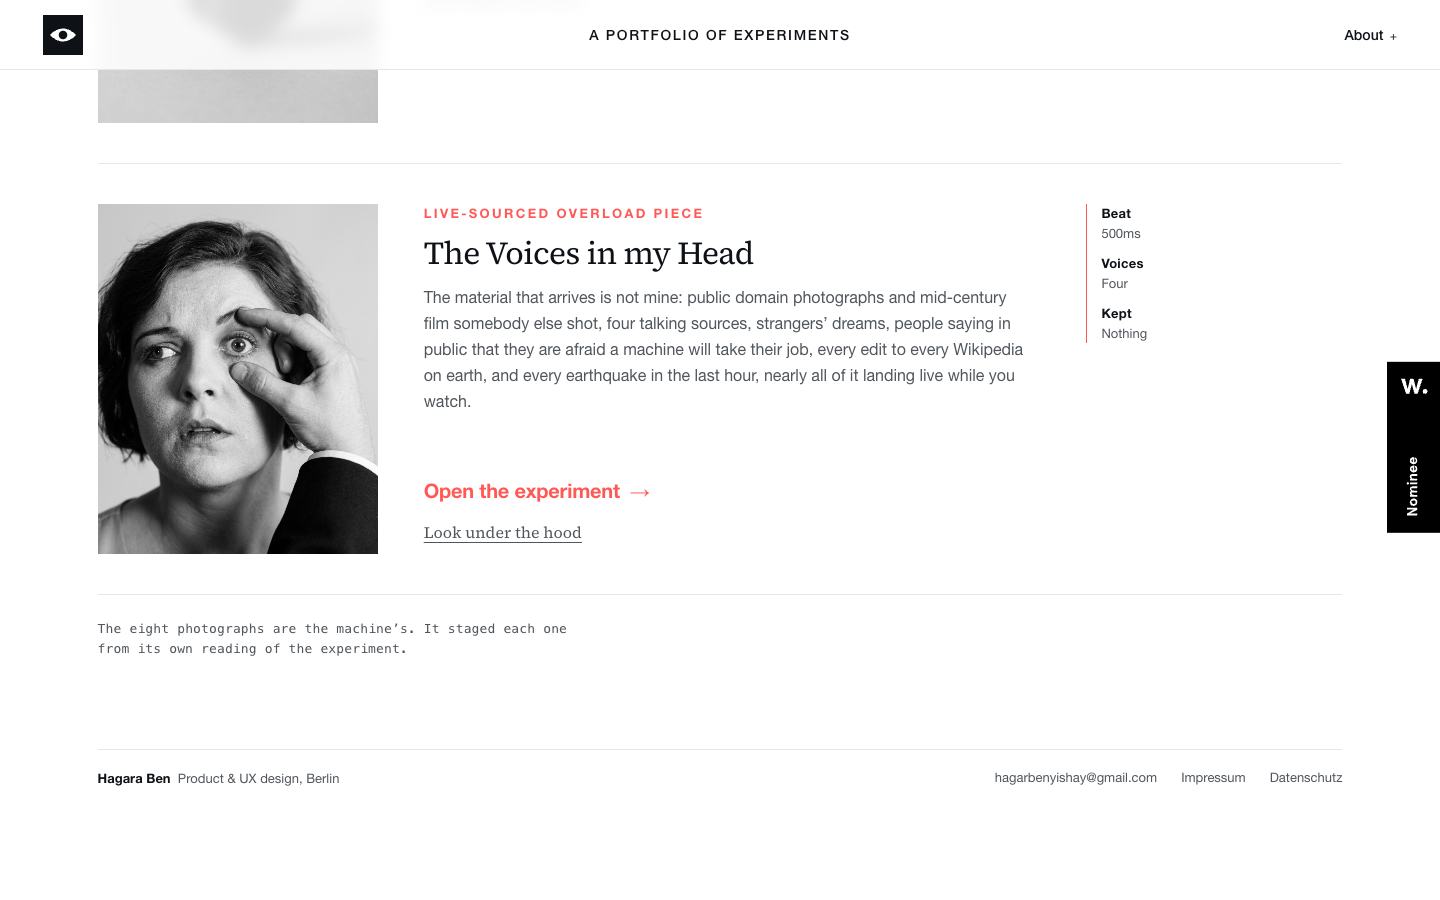 A PORTFOLIO OF EXPERIMENTS
About +
LIVE-SOURCED OVERLOAD PIECE
The Voices in my Head
The material that arrives is not mine: public domain photographs and mid-century
film somebody else shot, four talking sources, strangers’ dreams, people saying in
public that they are afraid a machine will take their job, every edit to every Wikipedia
on earth, and every earthquake in the last hour, nearly all of it landing live while you
watch.
Open the experiment →
Look under the hood
Beat
500ms
Voices
Four
Kept
Nothing
W.
Nominee
The eight photographs are the machine’s. It staged each one
from its own reading of the experiment.
Hagara Ben Product & UX design, Berlin
hagarbenyishay@gmail.com Impressum Datenschutz